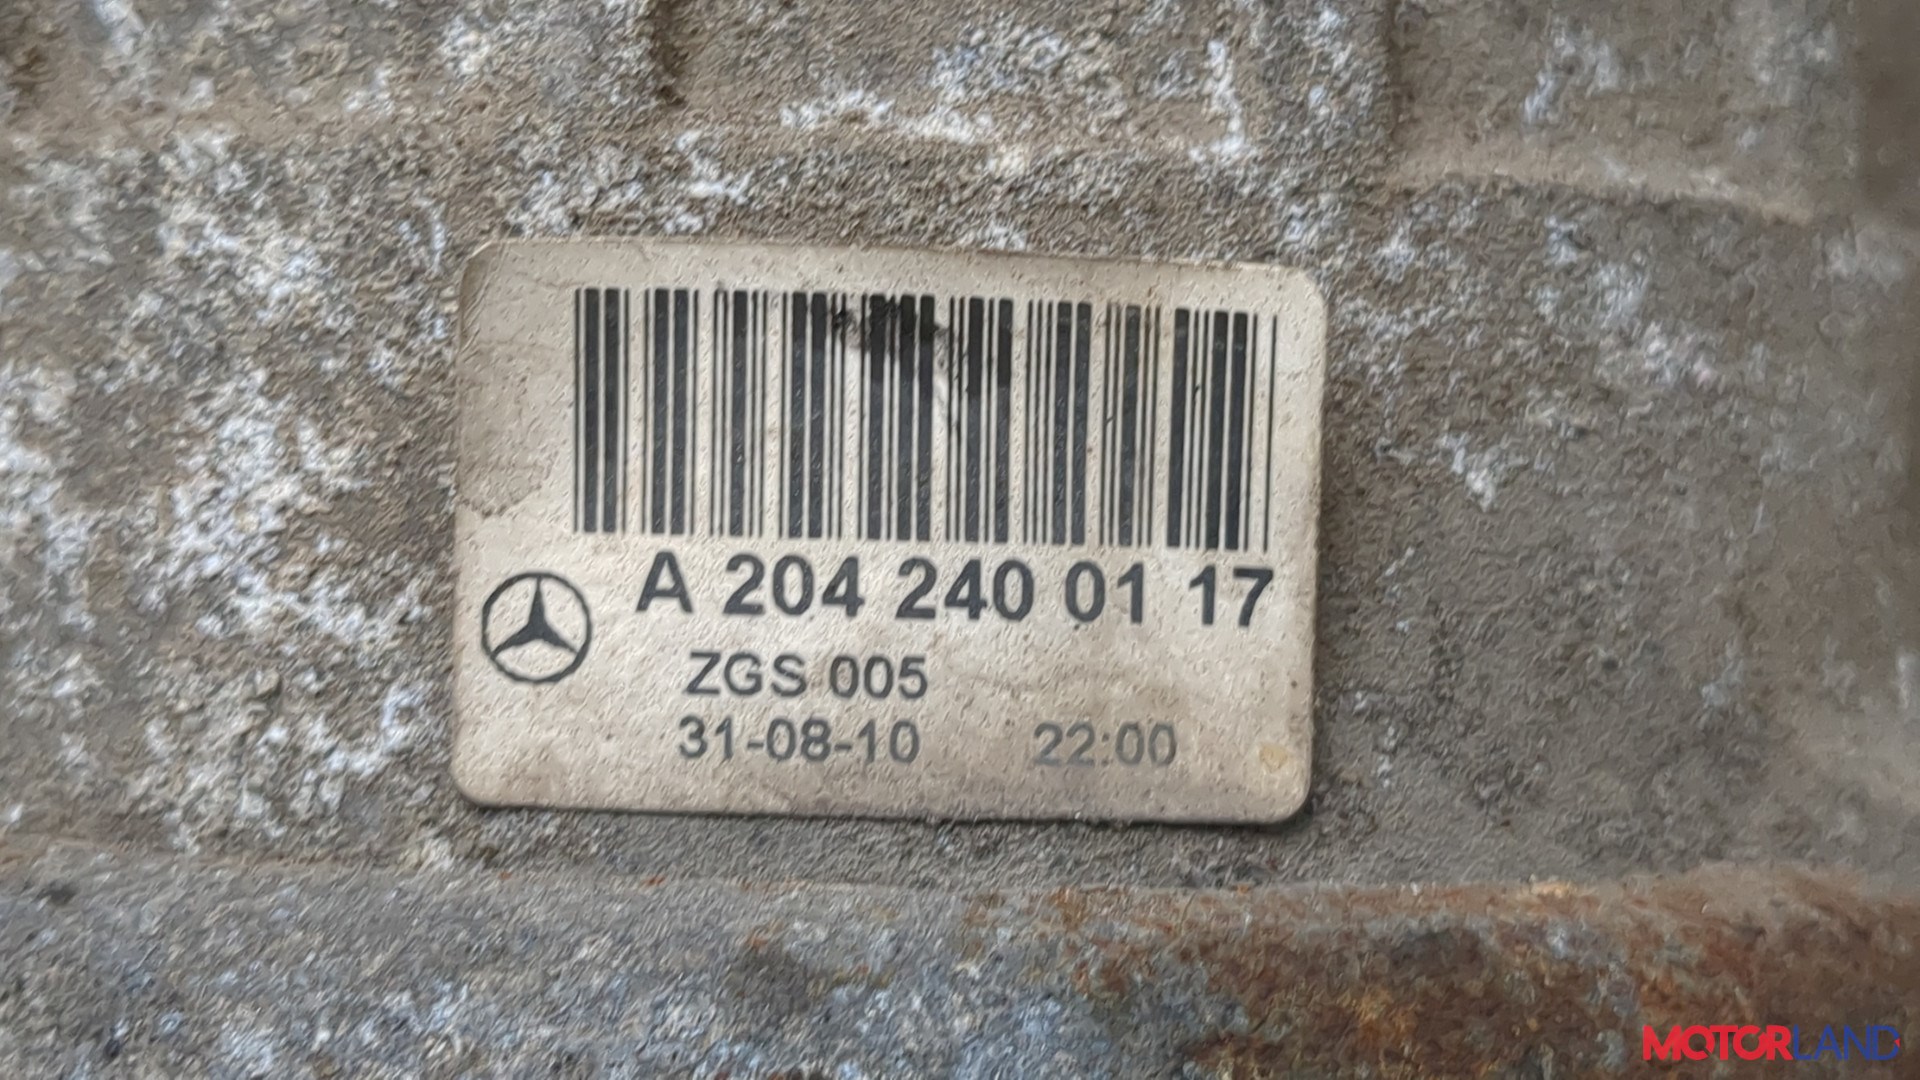 A 204 240 01 17
ZGS 005
31-08-10 22:00
MOTORLAND